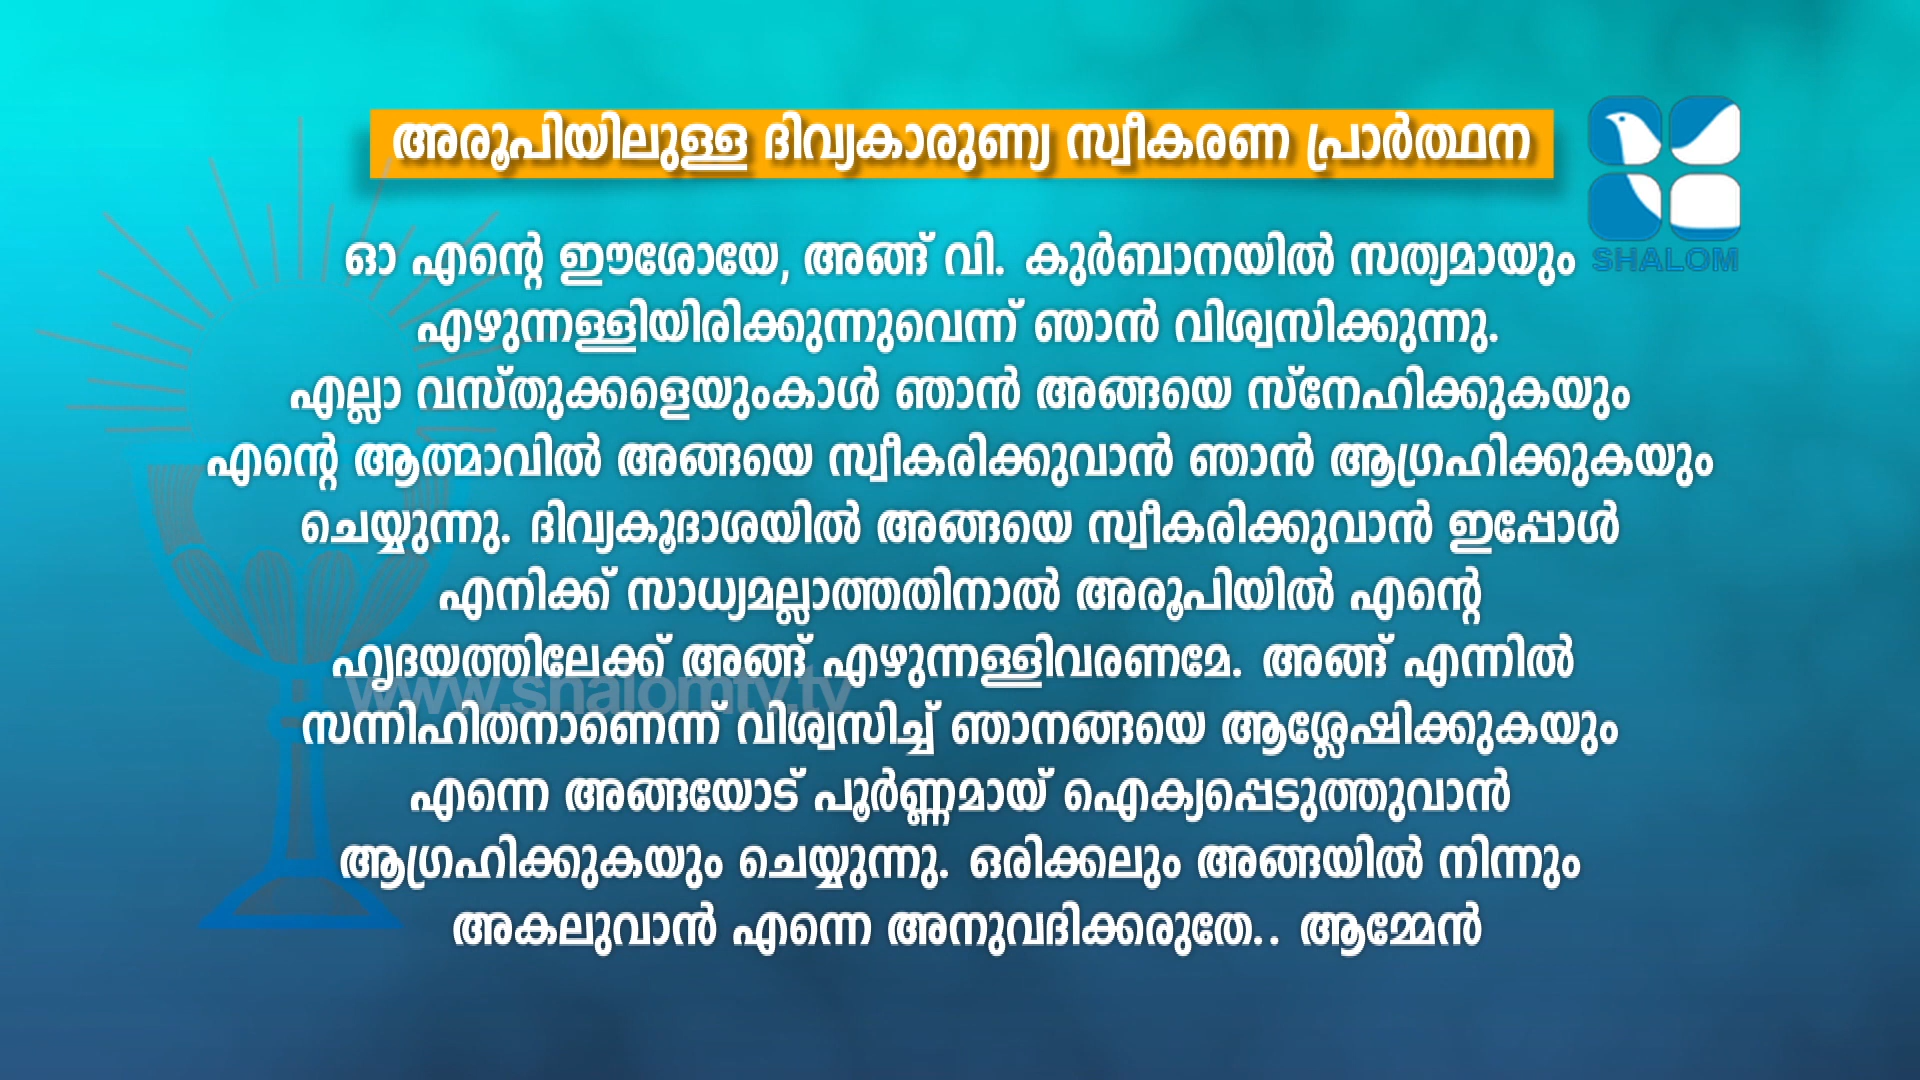 അരൂപിയിലുള്ള ദിവ്യകാരുണ്യ സ്വീകരണ പ്രാർത്ഥന
SHALOM
ഓ എന്റെ ഈശോയേ, അങ്ങ് വി. കുർബാനയിൽ സത്യമായും
എഴുന്നള്ളിയിരിക്കുന്നുവെന്ന് ഞാൻ വിശ്വസിക്കുന്നു.
എല്ലാ വസ്തുക്കളെയുംകാൾ ഞാൻ അങ്ങയെ സ്നേഹിക്കുകയും
എന്റെ ആത്മാവിൽ അങ്ങയെ സ്വീകരിക്കുവാൻ ഞാൻ ആഗ്രഹിക്കുകയും
ചെയ്യുന്നു. ദിവ്യകൂദാശയിൽ അങ്ങയെ സ്വീകരിക്കുവാൻ ഇപ്പോൾ
എനിക്ക് സാധ്യമല്ലാത്തതിനാൽ അരൂപിയിൽ എന്റെ
ഹൃദയത്തിലേക്ക് അങ്ങ് എഴുന്നള്ളിവരണമേ. അങ്ങ് എന്നിൽ
www.shalomtv.tv
സന്നിഹിതനാണെന്ന് വിശ്വസിച്ച് ഞാനങ്ങയെ ആശ്ലേഷിക്കുകയും
എന്നെ അങ്ങയോട് പൂർണ്ണമായ് ഐക്യപ്പെടുത്തുവാൻ
ആഗ്രഹിക്കുകയും ചെയ്യുന്നു. ഒരിക്കലും അങ്ങയിൽ നിന്നും
അകലുവാൻ എന്നെ അനുവദിക്കരുതേ.. ആമ്മേൻ